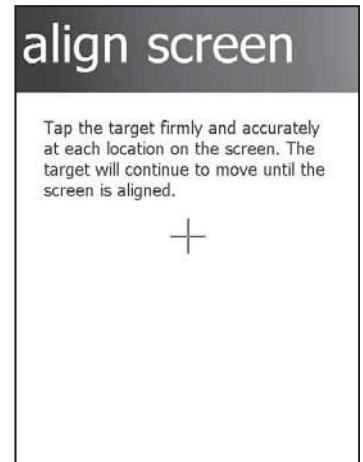 align screen
Tap the target firmly and accurately
at each location on the screen. The
target will continue to move until the
screen is aligned.